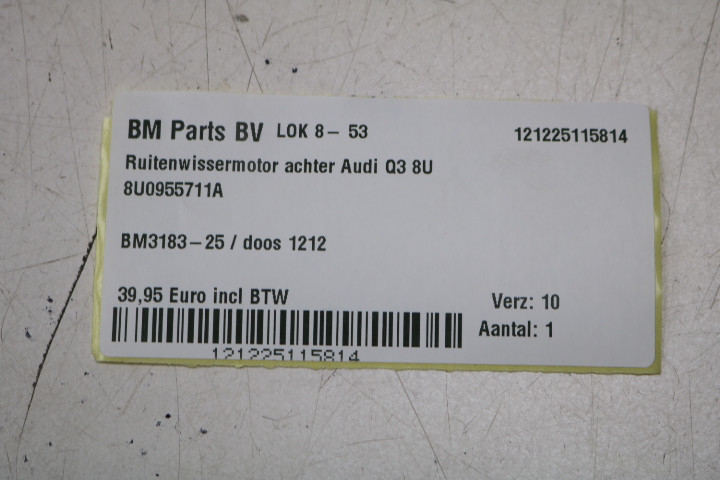 BM Parts BV LOK 8- 53 121225115814
Ruitenwissermotor achter Audi Q3 8U
8U0955711A
BM3183-25 / doos 1212
39,95 Euro incl BTW Verz: 10
Aantal: 1
121225115814